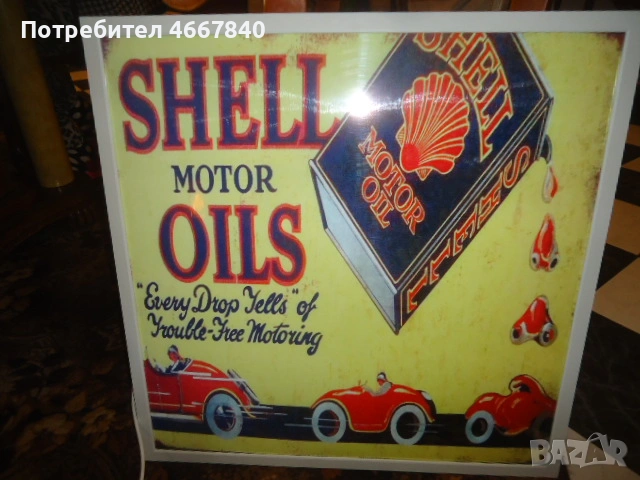 Потребител 4667840
SHELL
MOTOR
OILS
"Every Drop Tells" of
Trouble-Free Motoring
SHELL
MOTOR
OIL
SHELL
BAZAR